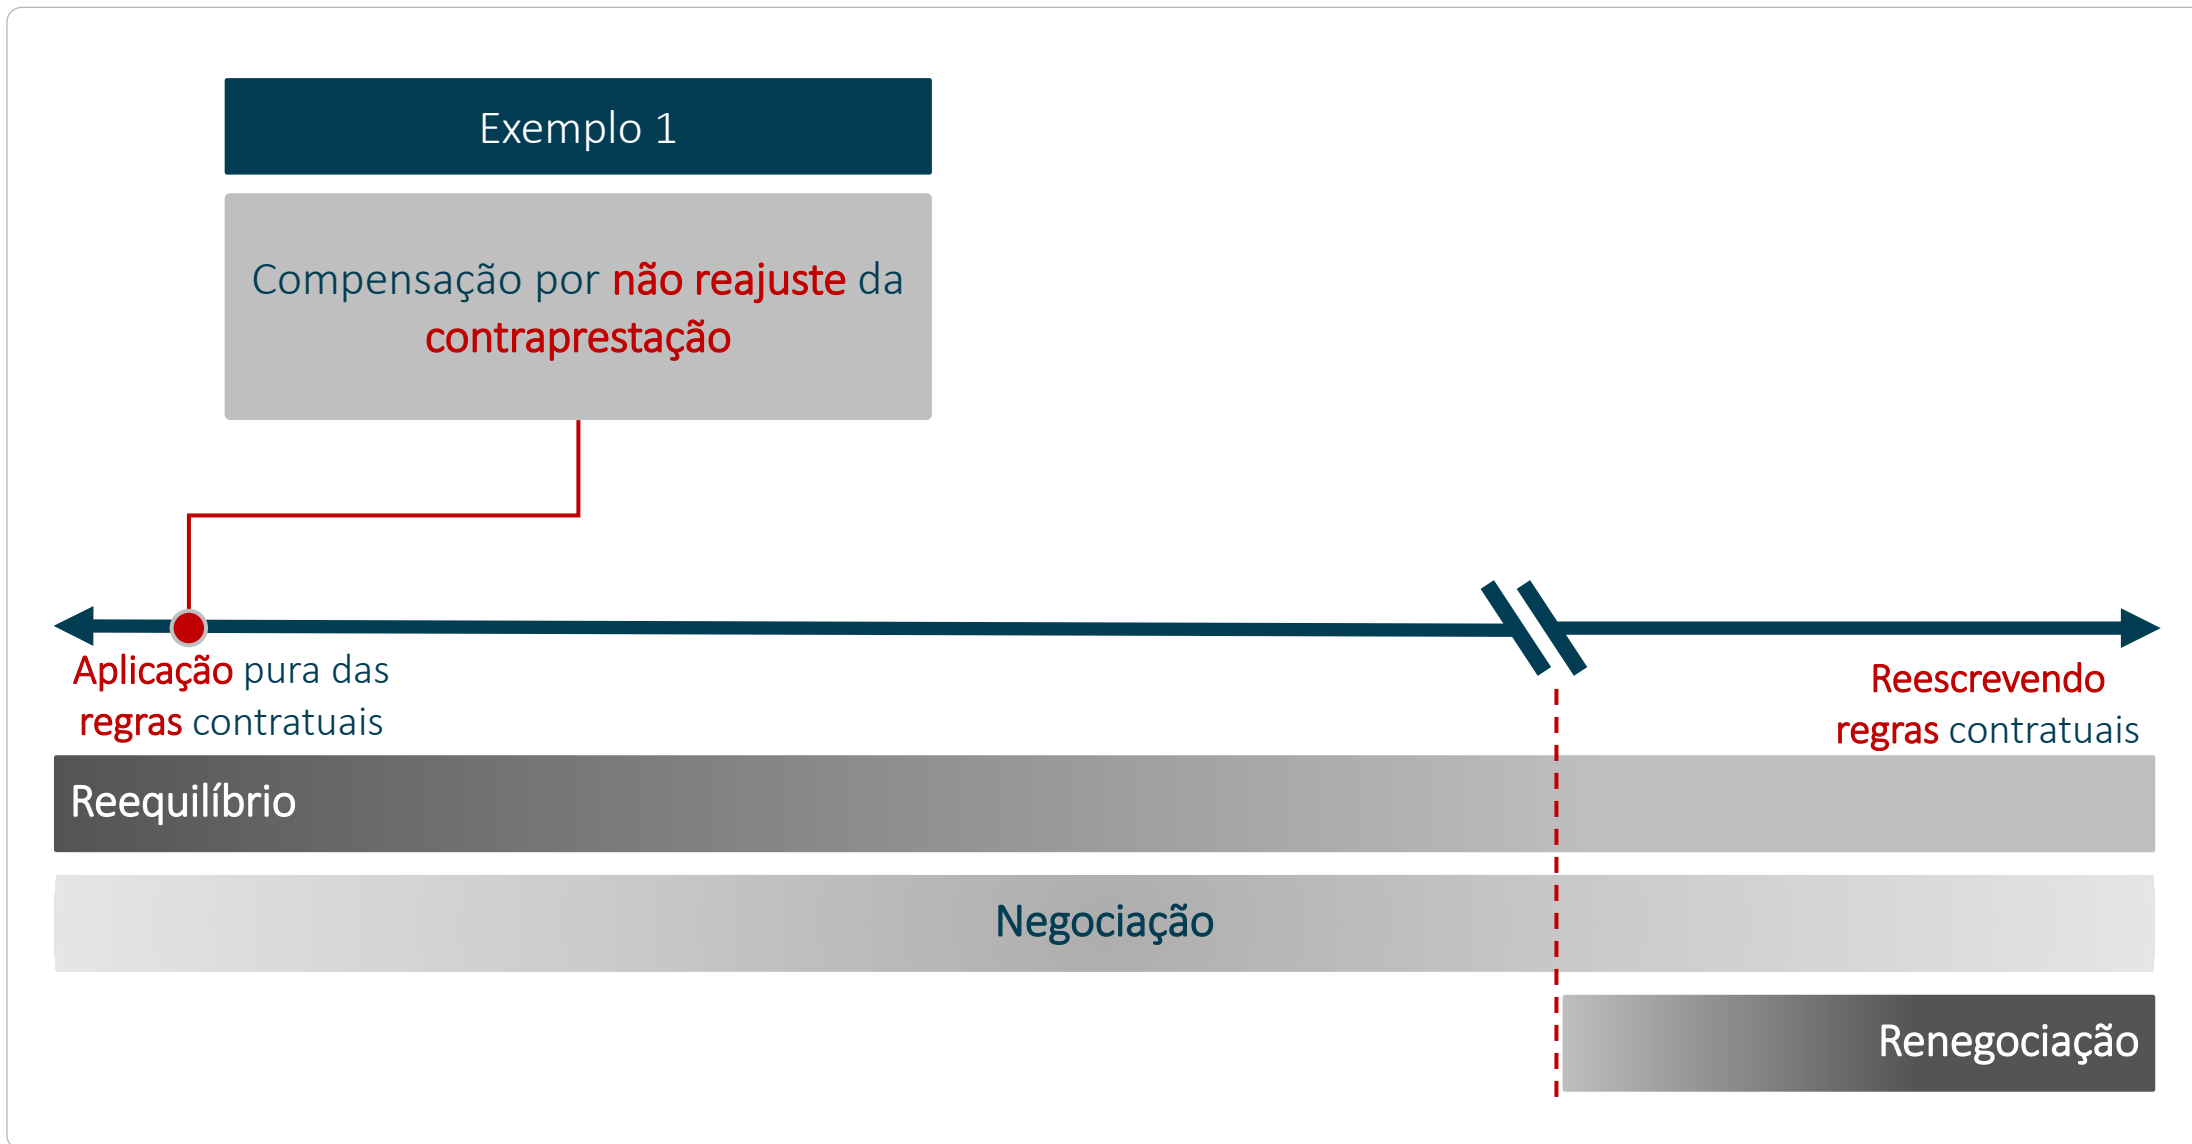 Exemplo 1
Compensação por não reajuste da
contraprestação
Aplicação pura das
regras contratuais
Reescrevendo
regras contratuais
Reequilíbrio
Negociação
Renegociação